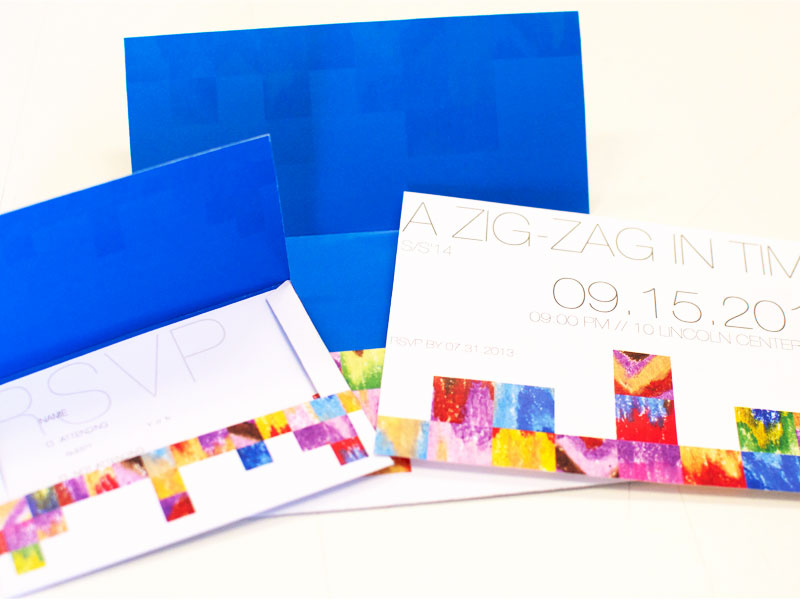 A ZIG-ZAG IN TIM
S/S'14
09.15.201
09:00 PM // 10 LINCOLN CENTER
RSVP BY 07.31.2013
RSVP
NAME
ATTENDING